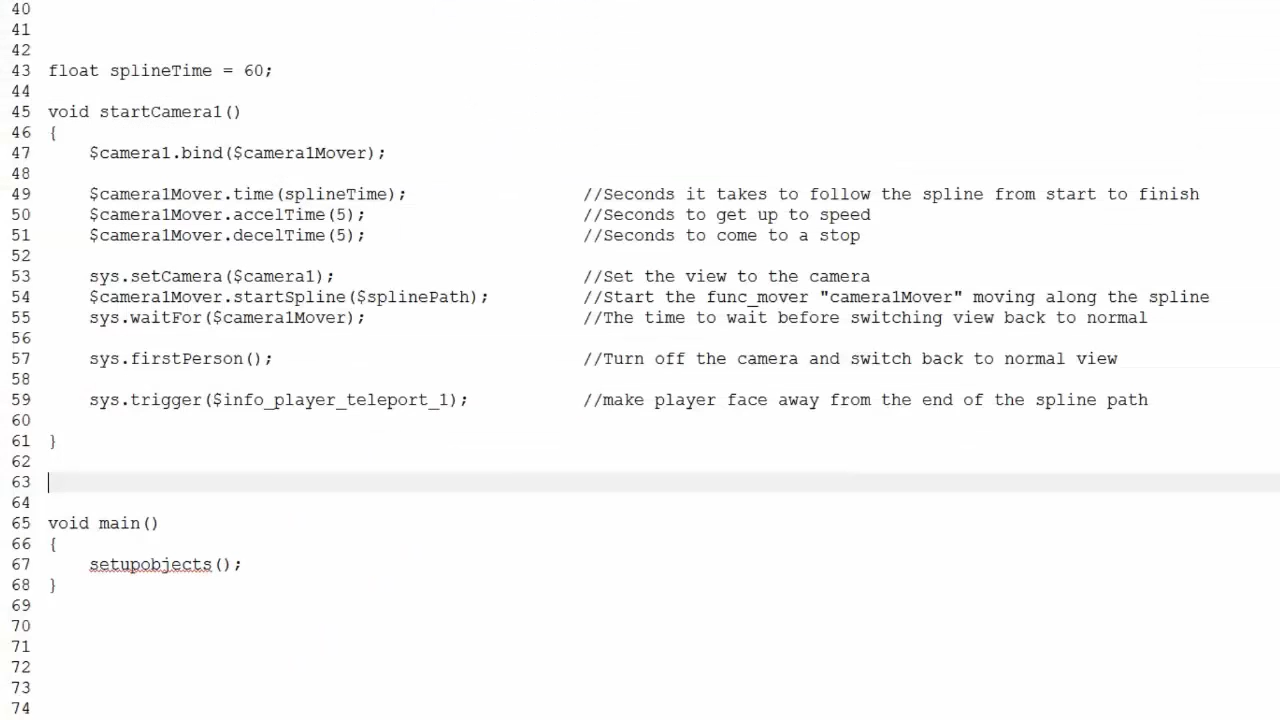 40
41
42
43 float splineTime = 60;
44
45 void startCamera1()
46 {
47 $camera1.bind($camera1Mover);
48
49 $camera1Mover.time(splineTime); //Seconds it takes to follow the spline from start to finish
50 $camera1Mover.accelTime(5); //Seconds to get up to speed
51 $camera1Mover.decelTime(5); //Seconds to come to a stop
52
53 sys.setCamera($camera1); //Set the view to the camera
54 $camera1Mover.startSpline($splinePath); //Start the func_mover "camera1Mover" moving along the spline
55 sys.waitFor($camera1Mover); //The time to wait before switching view back to normal
56
57 sys.firstPerson(); //Turn off the camera and switch back to normal view
58
59 sys.trigger($info_player_teleport_1); //make player face away from the end of the spline path
60
61 }
62
63
64
65 void main()
66 {
67 setupobjects();
68 }
69
70
71
72
73
74